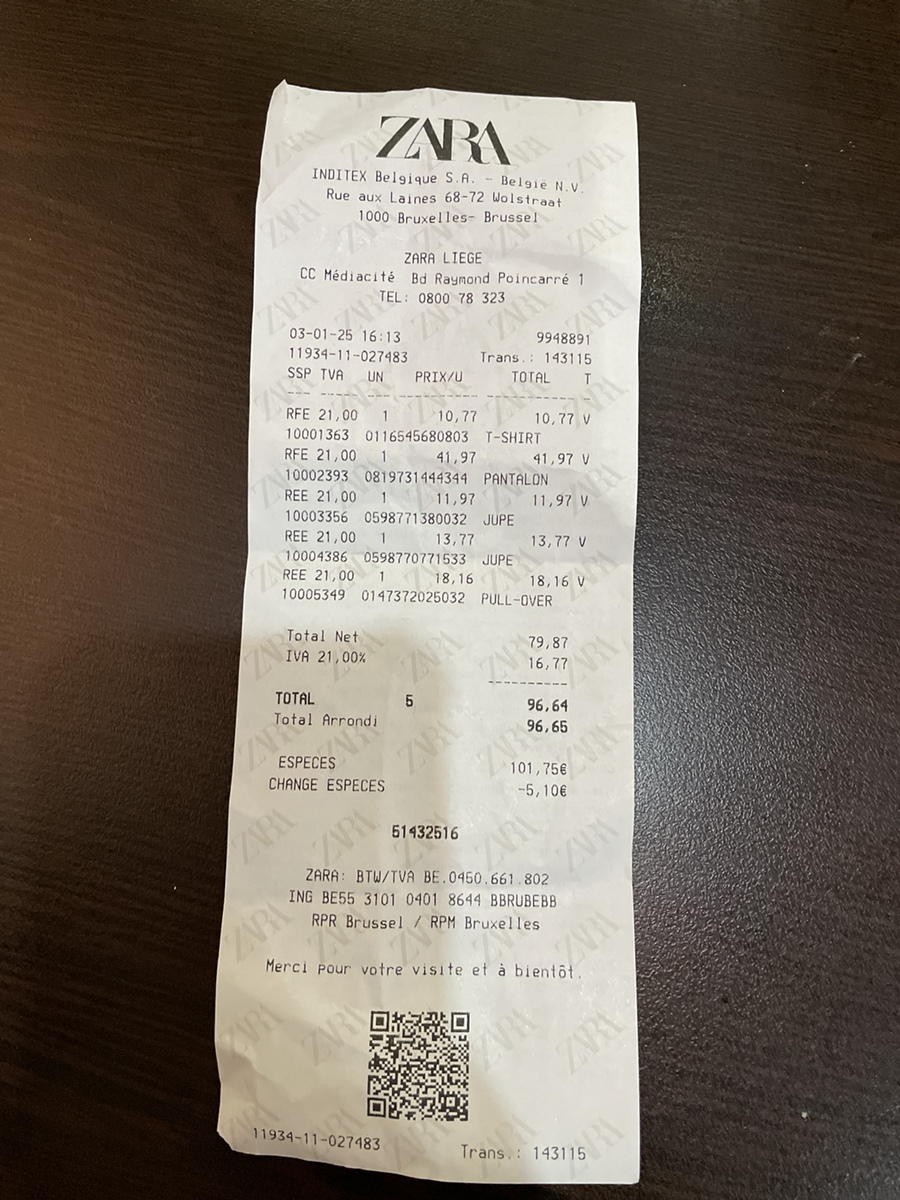 ZARA
INDITEX Belgique S.A. - België N.V.
Rue aux Laines 68-72 Wolstraat
1000 Bruxelles- Brussel
ZARA LIEGE
CC Médiacité Bd Raymond Poincarré 1
TEL: 0800 78 323
03-01-25 16:13 9948891
11934-11-027483 Trans.: 143115
SSP TVA UN PRIX/U TOTAL T
--- ----- --- ---------- ----------- -
RFE 21,00 1 10,77 10,77 V
10001363 0116545680803 T-SHIRT
RFE 21,00 1 41,97 41,97 V
10002393 0819731444344 PANTALON
REE 21,00 1 11,97 11,97 V
10003356 0598771380032 JUPE
REE 21,00 1 13,77 13,77 V
10004386 0598770771533 JUPE
REE 21,00 1 18,16 18,16 V
10005349 0147372025032 PULL-OVER
Total Net 79,87
IVA 21,00% 16,77
----------
TOTAL 5 96,64
Total Arrondi 96,65
ESPECES 101,75€
CHANGE ESPECES -5,10€
51432516
ZARA: BTW/TVA BE.0450.661.802
ING BE55 3101 0401 8644 BBRUBEBB
RPR Brussel / RPM Bruxelles
Merci pour votre visite et à bientôt.
11934-11-027483 Trans.: 143115